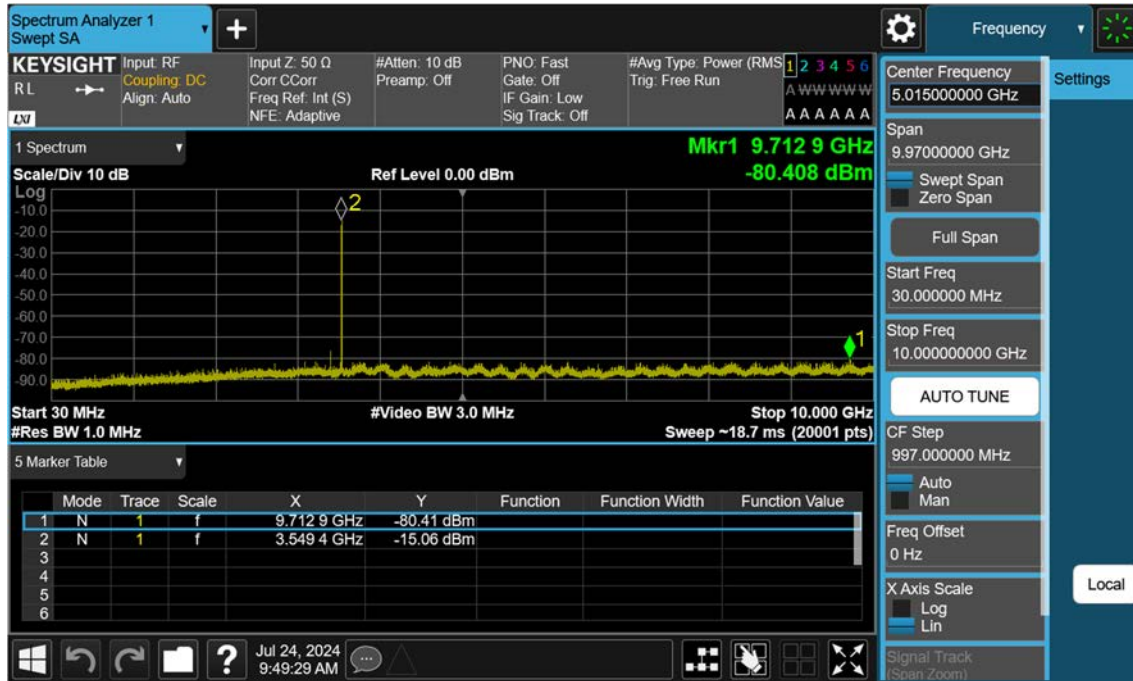 Spectrum Analyzer 1
Swept SA
+
Frequency
KEYSIGHT
RL
LXI
Input: RF
Coupling: DC
Align: Auto
Input Z: 50 Ω
Corr CCorr
Freq Ref: Int (S)
NFE: Adaptive
#Atten: 10 dB
Preamp: Off
PNO: Fast
Gate: Off
IF Gain: Low
Sig Track: Off
#Avg Type: Power (RMS
Trig: Free Run
1 2 3 4 5 6
A W W W W W
A A A A A A
1 Spectrum
Scale/Div 10 dB
Ref Level 0.00 dBm
Mkr1 9.712 9 GHz
-80.408 dBm
Log
-10.0
-20.0
-30.0
-40.0
-50.0
-60.0
-70.0
-80.0
-90.0
2
1
Start 30 MHz
#Video BW 3.0 MHz
Stop 10.000 GHz
#Res BW 1.0 MHz
Sweep ~18.7 ms (20001 pts)
5 Marker Table
Mode Trace Scale X Y Function Function Width Function Value
1 N 1 f 9.712 9 GHz -80.41 dBm
2 N 1 f 3.549 4 GHz -15.06 dBm
3
4
5
6
?
Jul 24, 2024
9:49:29 AM
Center Frequency
5.015000000 GHz
Settings
Span
9.97000000 GHz
Swept Span
Zero Span
Full Span
Start Freq
30.000000 MHz
Stop Freq
10.000000000 GHz
AUTO TUNE
CF Step
997.000000 MHz
Auto
Man
Freq Offset
0 Hz
X Axis Scale
Log
Lin
Local
Signal Track
(Span Zoom)